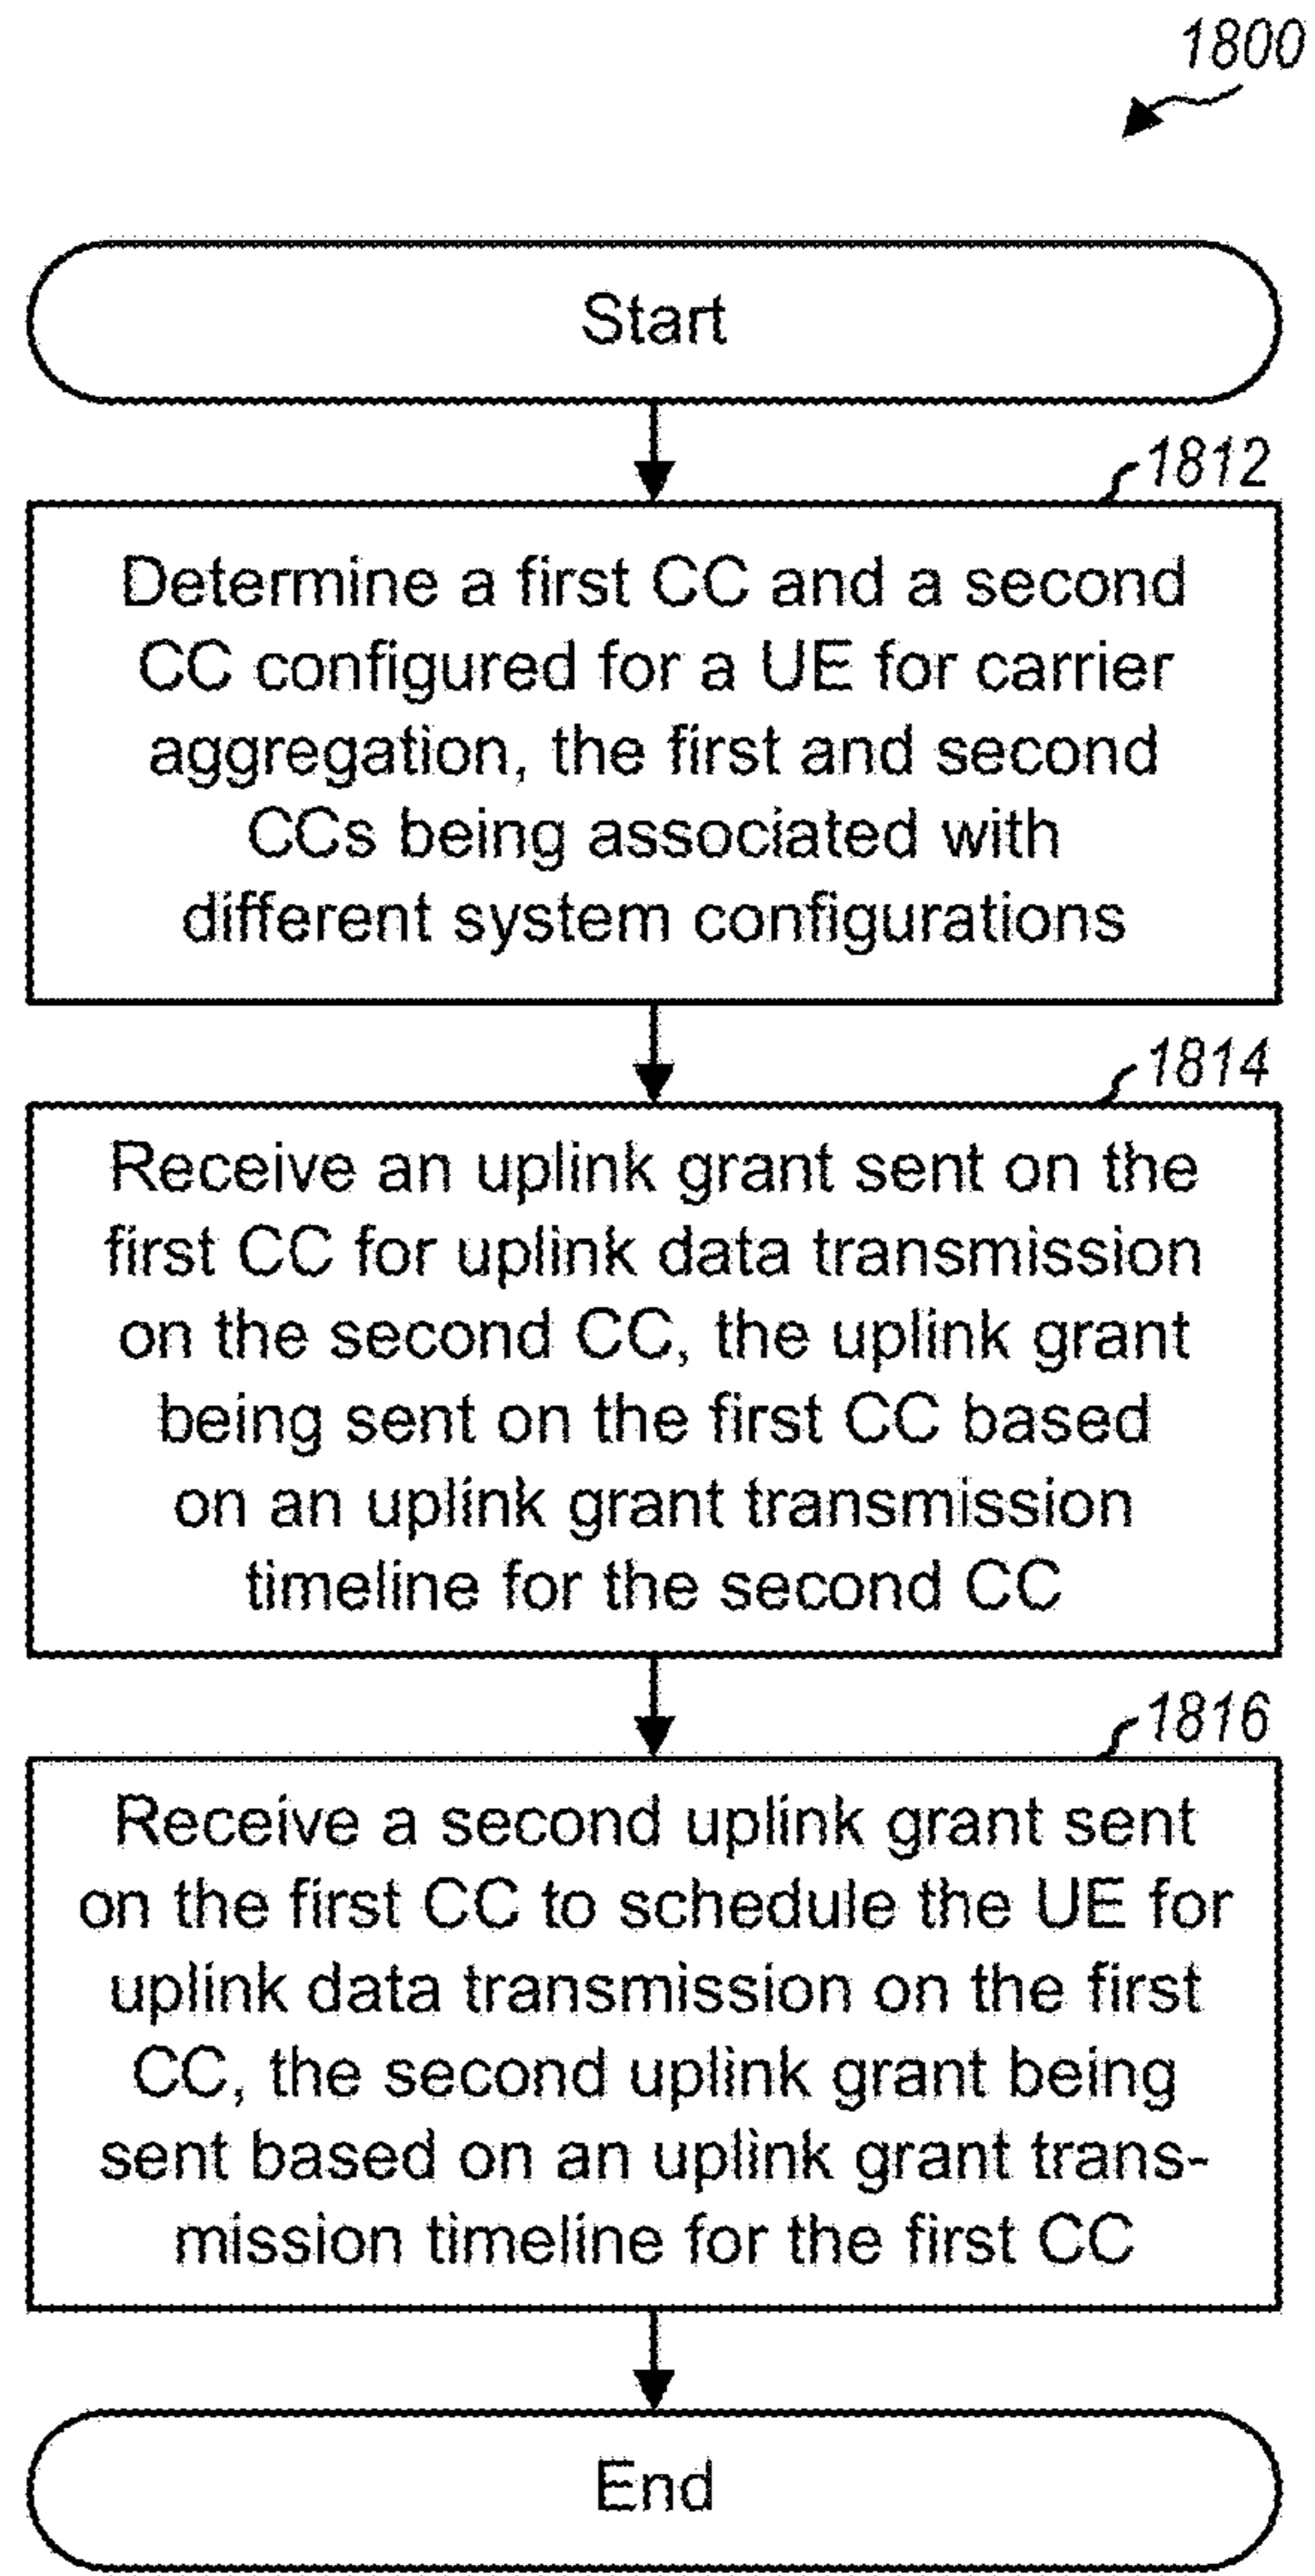 1800
Start
1812
Determine a first CC and a second
CC configured for a UE for carrier
aggregation, the first and second
CCs being associated with
different system configurations
1814
Receive an uplink grant sent on the
first CC for uplink data transmission
on the second CC, the uplink grant
being sent on the first CC based
on an uplink grant transmission
timeline for the second CC
1816
Receive a second uplink grant sent
on the first CC to schedule the UE for
uplink data transmission on the first
CC, the second uplink grant being
sent based on an uplink grant trans-
mission timeline for the first CC
End